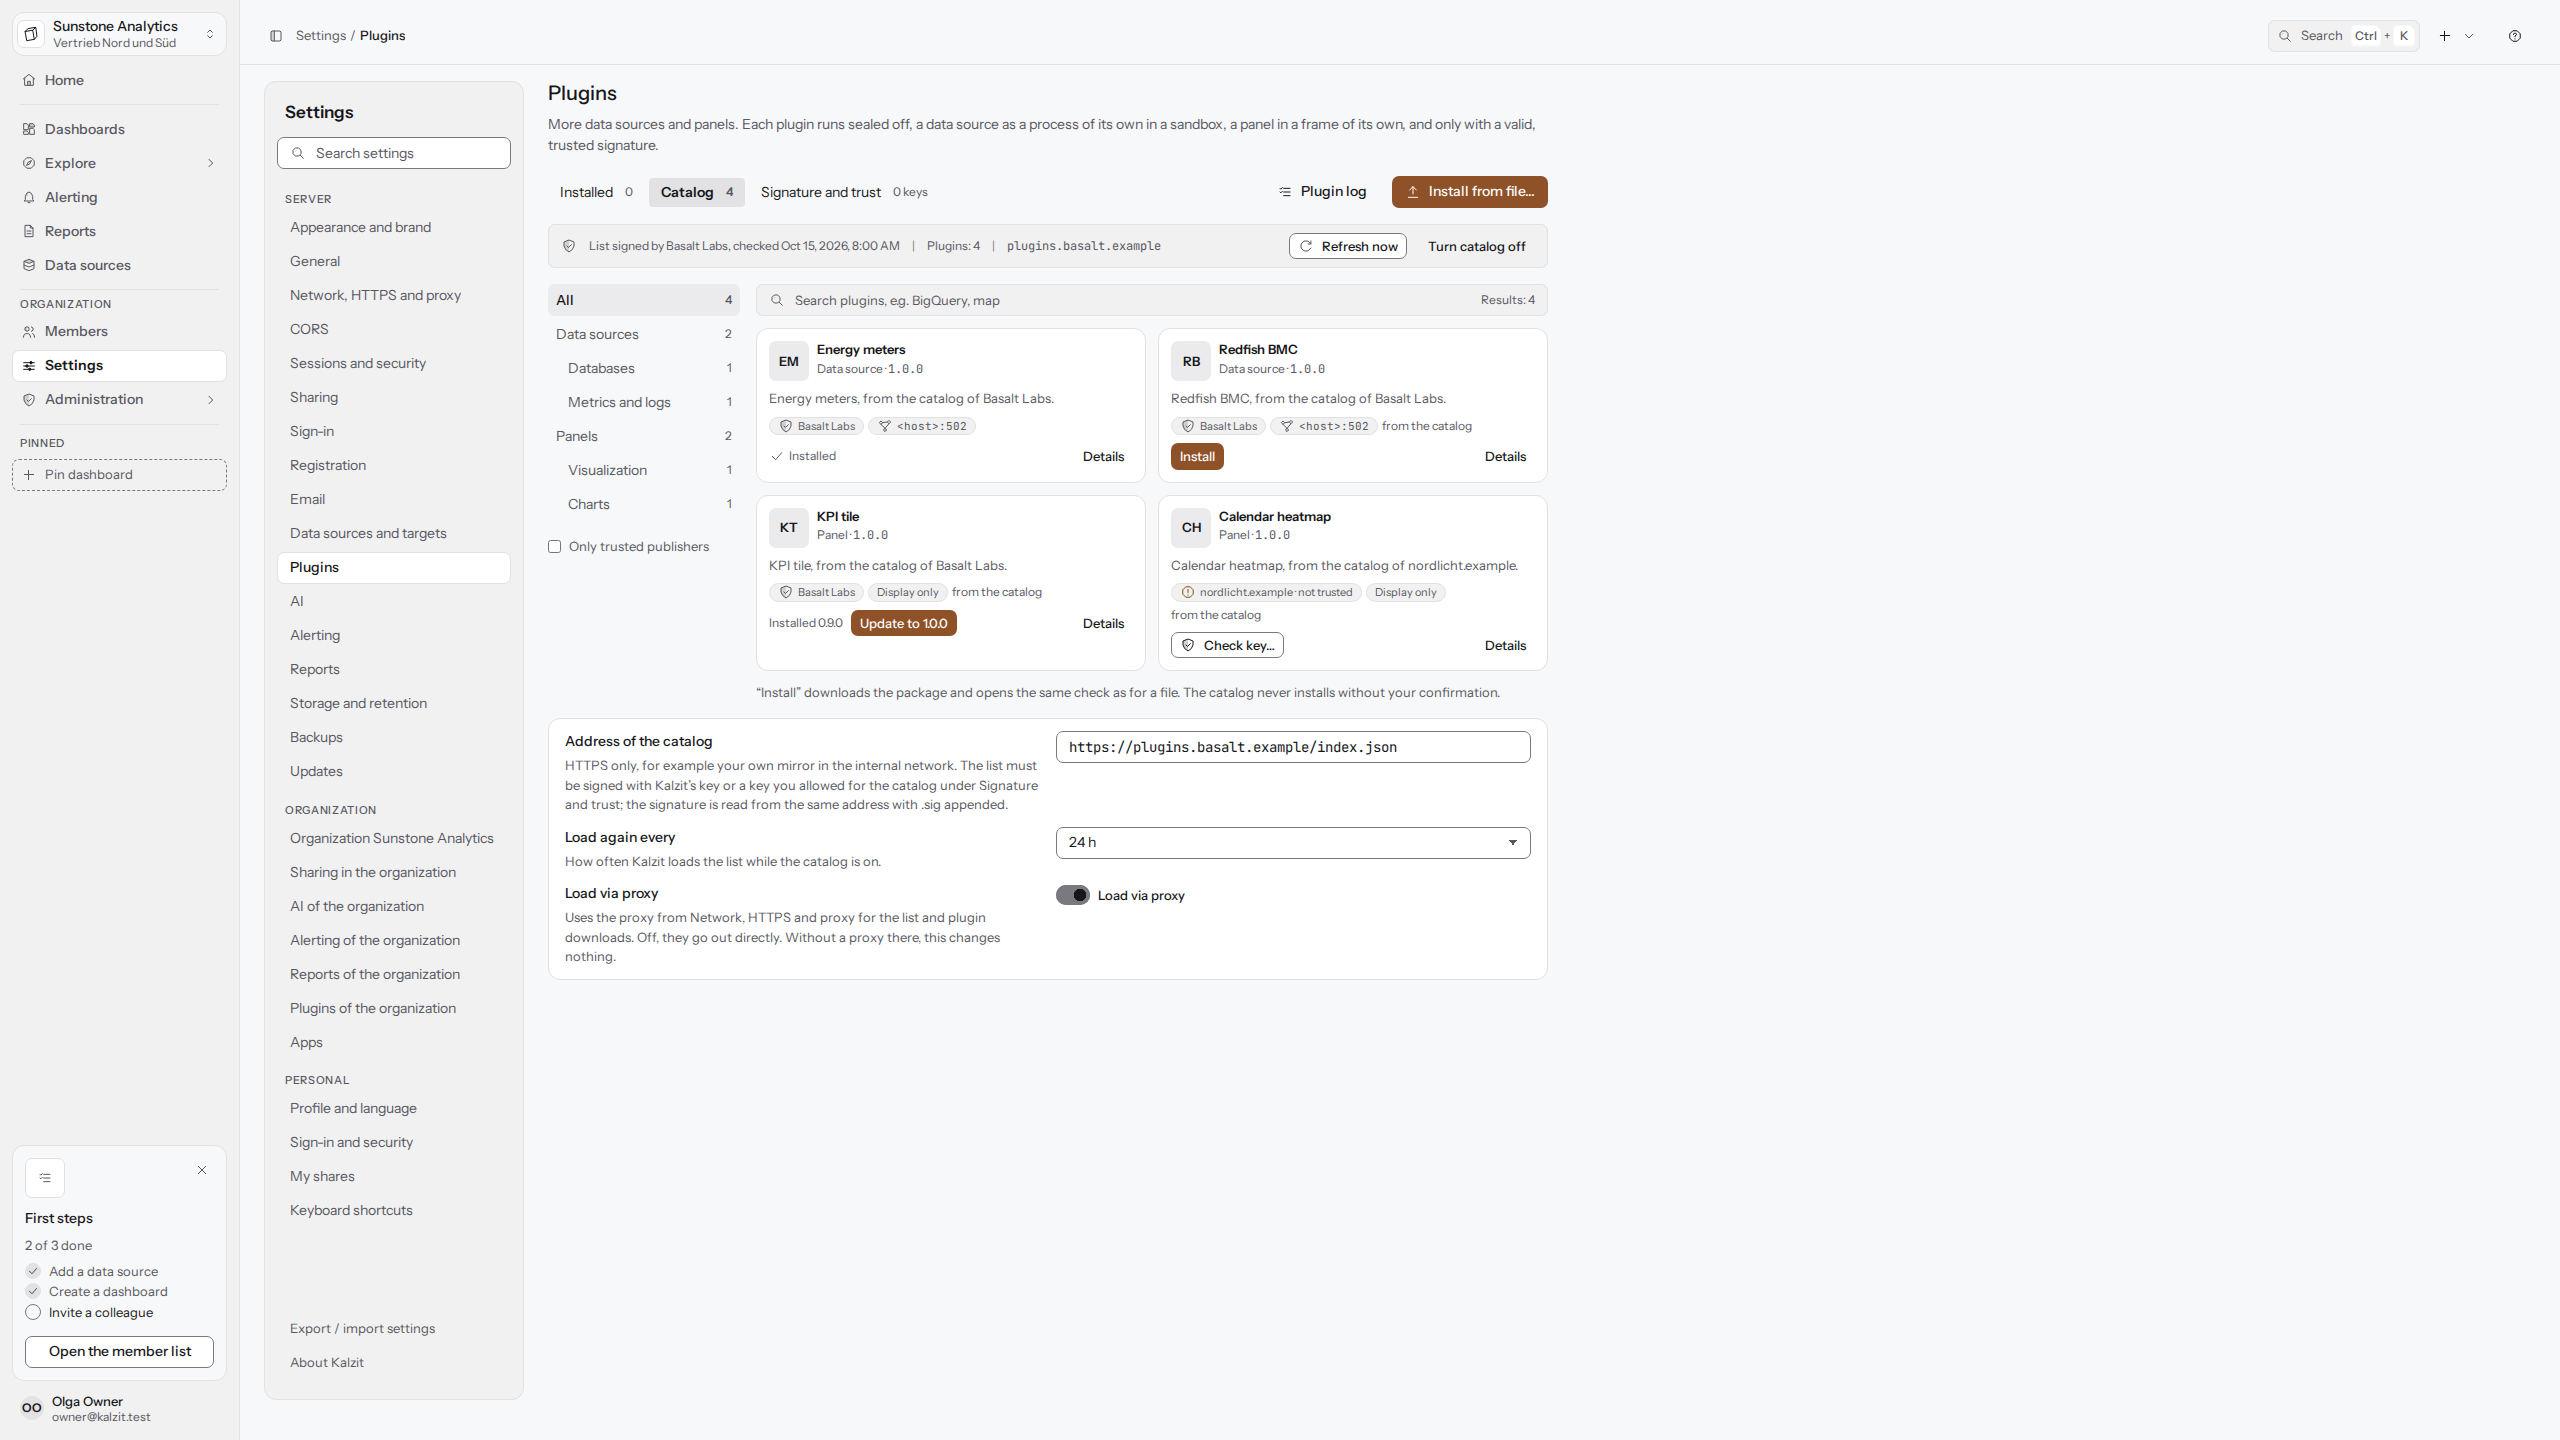 Sunstone Analytics
Vertrieb Nord und Süd
Home
Dashboards
Explore
Alerting
Reports
Data sources
ORGANIZATION
Members
Settings
Administration
PINNED
Pin dashboard
First steps
2 of 3 done
Add a data source
Create a dashboard
Invite a colleague
Open the member list
OO
Olga Owner
owner@kalzit.test
Settings / Plugins
Search Ctrl + K
Settings
Search settings
SERVER
Appearance and brand
General
Network, HTTPS and proxy
CORS
Sessions and security
Sharing
Sign-in
Registration
Email
Data sources and targets
Plugins
AI
Alerting
Reports
Storage and retention
Backups
Updates
ORGANIZATION
Organization Sunstone Analytics
Sharing in the organization
AI of the organization
Alerting of the organization
Reports of the organization
Plugins of the organization
Apps
PERSONAL
Profile and language
Sign-in and security
My shares
Keyboard shortcuts
Export / import settings
About Kalzit
Plugins
More data sources and panels. Each plugin runs sealed off, a data source as a process of its own in a sandbox, a panel in a frame of its own, and only with a valid,
trusted signature.
Installed 0
Catalog 4
Signature and trust 0 keys
Plugin log
Install from file…
List signed by Basalt Labs, checked Oct 15, 2026, 8:00 AM | Plugins: 4 | plugins.basalt.example
Refresh now
Turn catalog off
All 4
Data sources 2
Databases 1
Metrics and logs 1
Panels 2
Visualization 1
Charts 1
Only trusted publishers
Search plugins, e.g. BigQuery, map
Results: 4
EM
Energy meters
Data source · 1.0.0
Energy meters, from the catalog of Basalt Labs.
Basalt Labs <host>:502
Installed
Details
RB
Redfish BMC
Data source · 1.0.0
Redfish BMC, from the catalog of Basalt Labs.
Basalt Labs <host>:502 from the catalog
Install
Details
KT
KPI tile
Panel · 1.0.0
KPI tile, from the catalog of Basalt Labs.
Basalt Labs Display only from the catalog
Installed 0.9.0 Update to 1.0.0
Details
CH
Calendar heatmap
Panel · 1.0.0
Calendar heatmap, from the catalog of nordlicht.example.
nordlicht.example · not trusted Display only
from the catalog
Check key…
Details
“Install” downloads the package and opens the same check as for a file. The catalog never installs without your confirmation.
Address of the catalog
HTTPS only, for example your own mirror in the internal network. The list must
be signed with Kalzit’s key or a key you allowed for the catalog under Signature
and trust; the signature is read from the same address with .sig appended.
https://plugins.basalt.example/index.json
Load again every
How often Kalzit loads the list while the catalog is on.
24 h
Load via proxy
Uses the proxy from Network, HTTPS and proxy for the list and plugin
downloads. Off, they go out directly. Without a proxy there, this changes
nothing.
Load via proxy